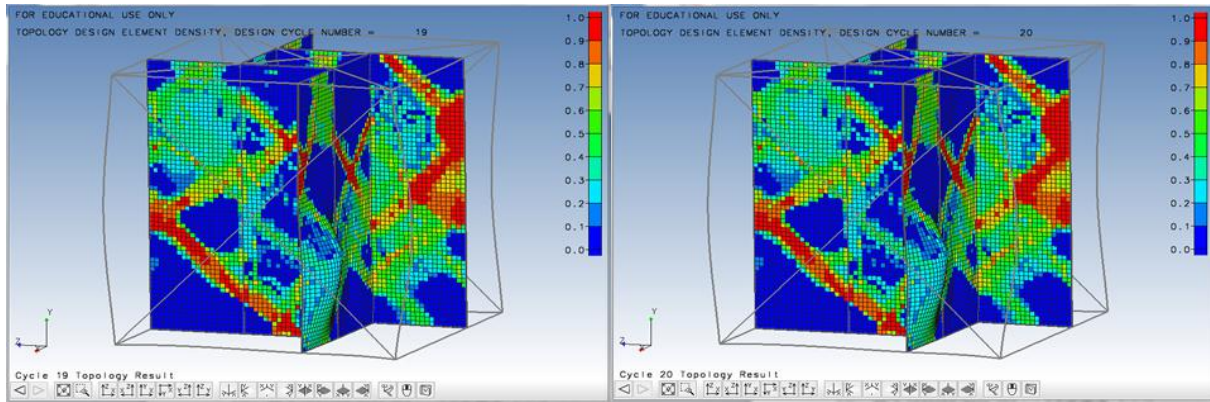 FOR EDUCATIONAL USE ONLY
TOPOLOGY DESIGN ELEMENT DENSITY, DESIGN CYCLE NUMBER = 19
1.0
0.9
0.8
0.7
0.6
0.5
0.4
0.3
0.2
0.1
0.0
Y
Z
Cycle 19 Topology Result
FOR EDUCATIONAL USE ONLY
TOPOLOGY DESIGN ELEMENT DENSITY, DESIGN CYCLE NUMBER = 20
1.0
0.9
0.8
0.7
0.6
0.5
0.4
0.3
0.2
0.1
0.0
Y
Z
Cycle 20 Topology Result